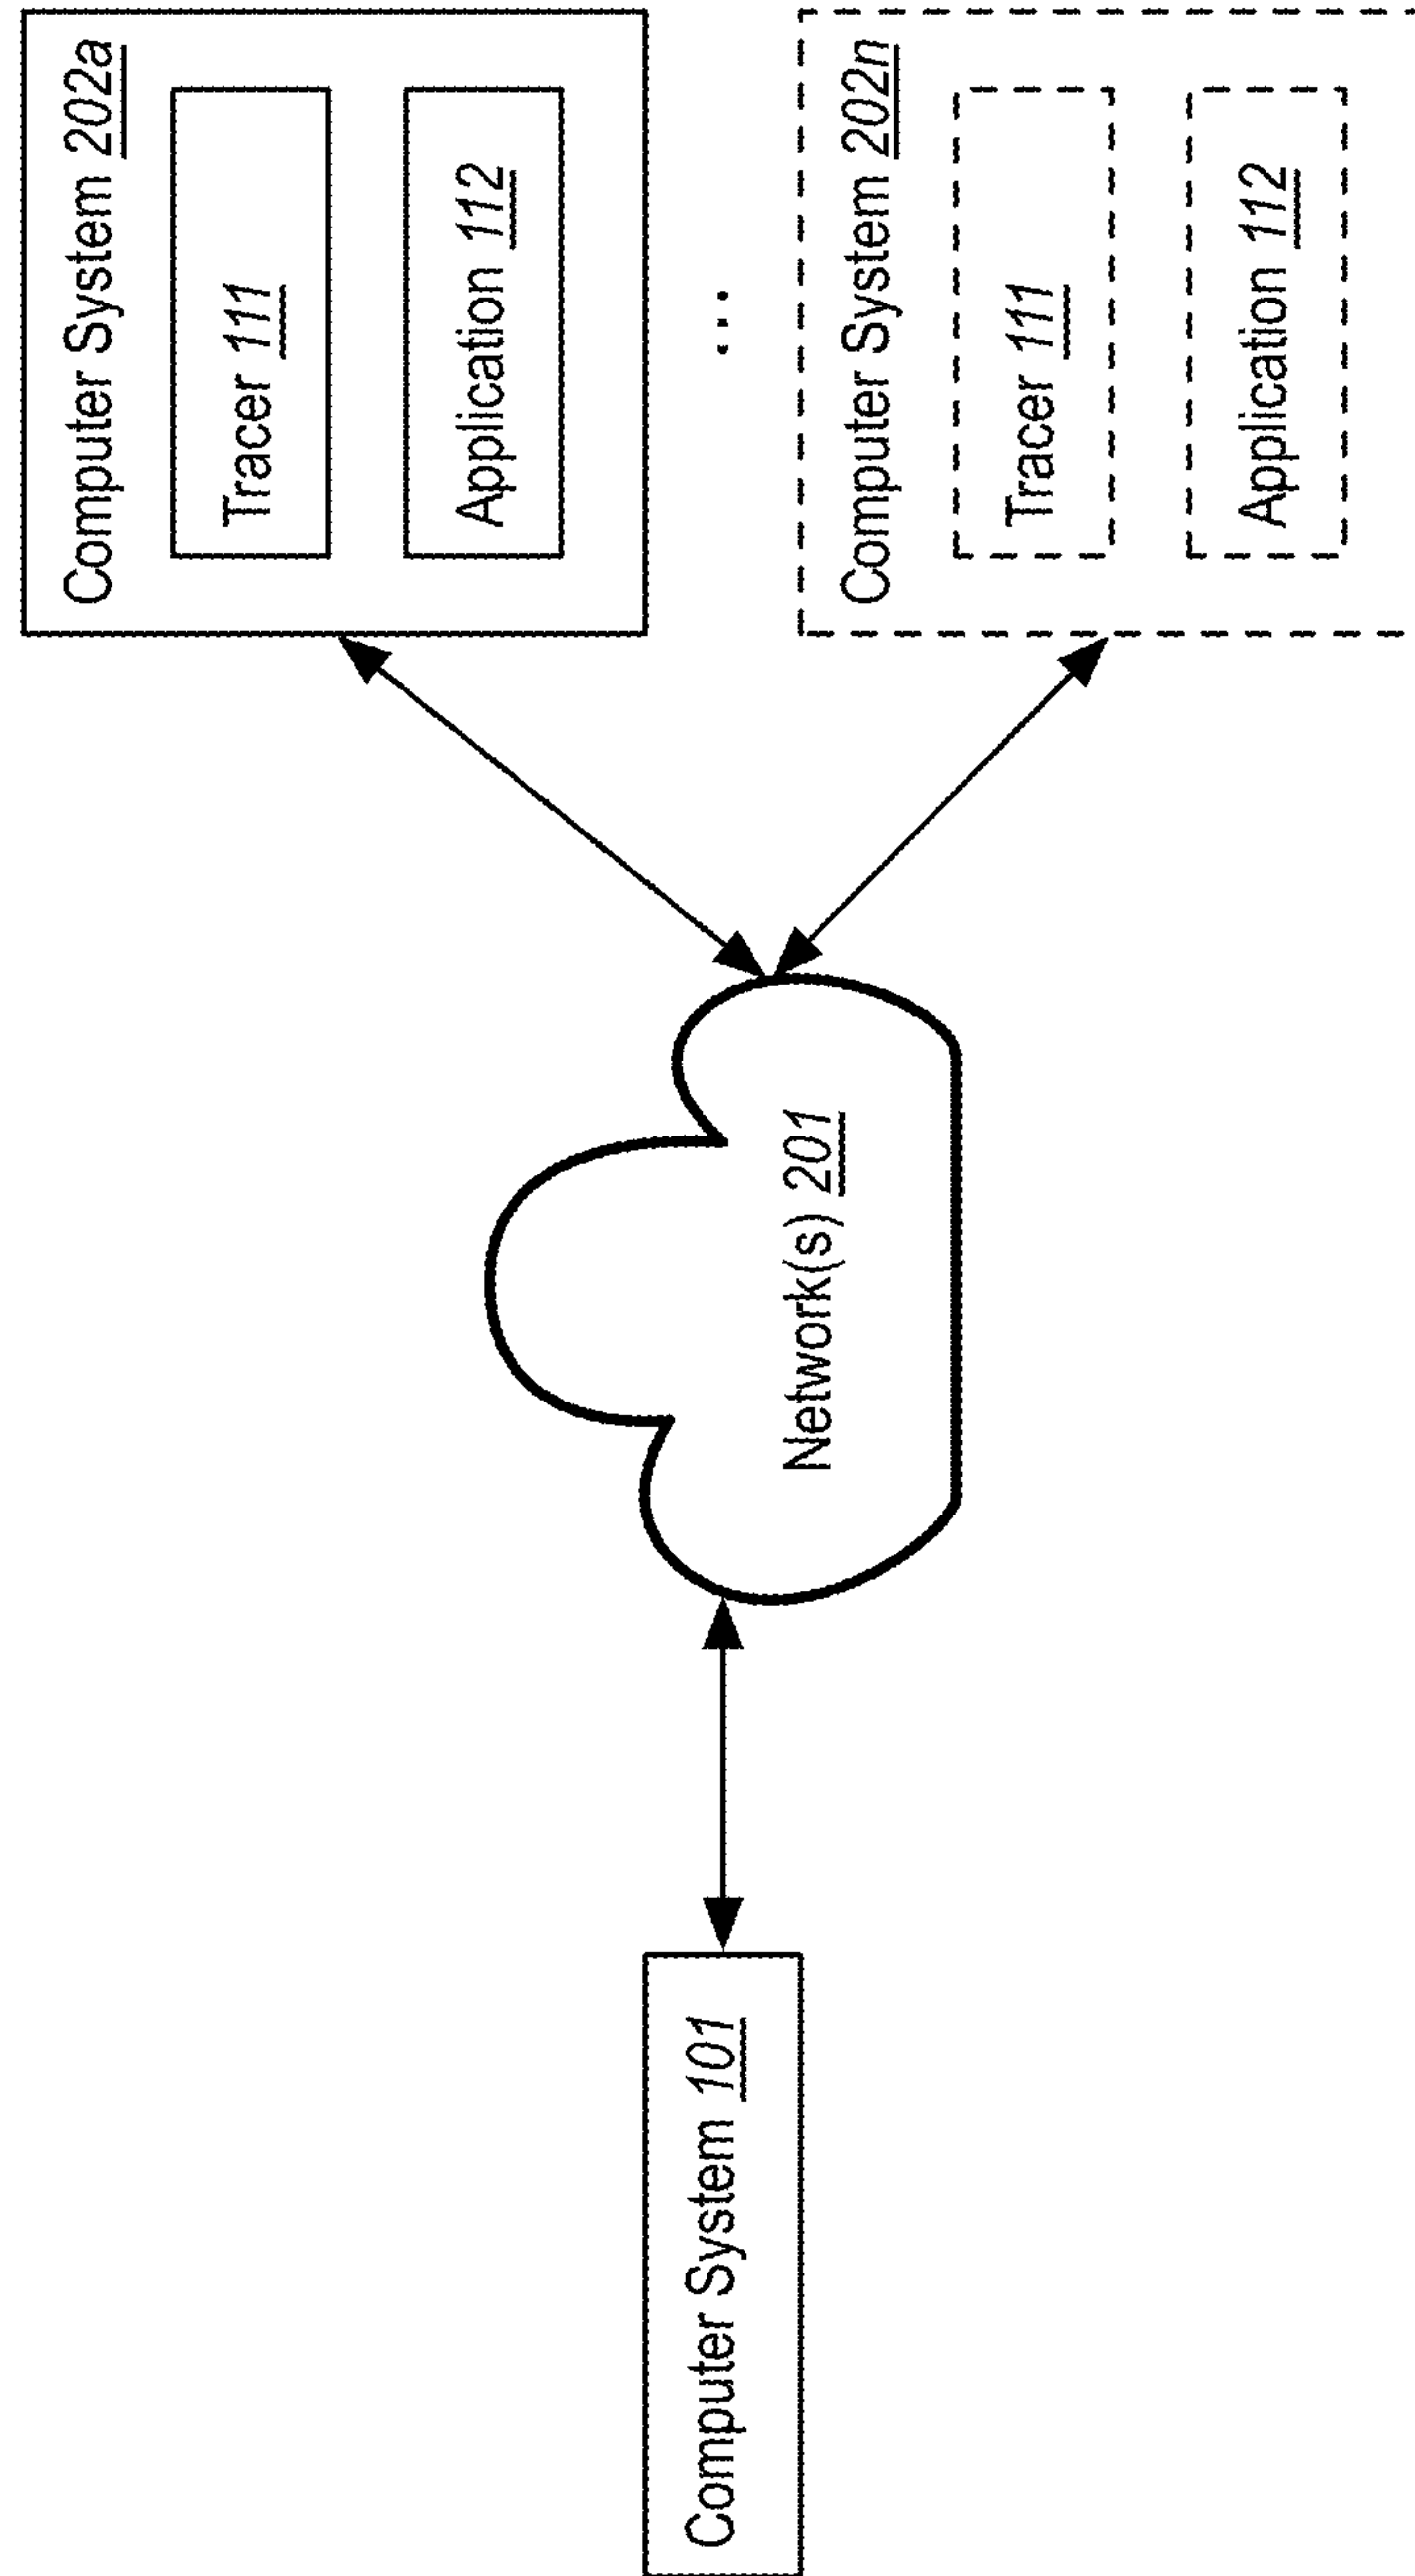 Computer System 101
Network(s) 201
Computer System 202a
Tracer 111
Application 112
...
Computer System 202n
Tracer 111
Application 112